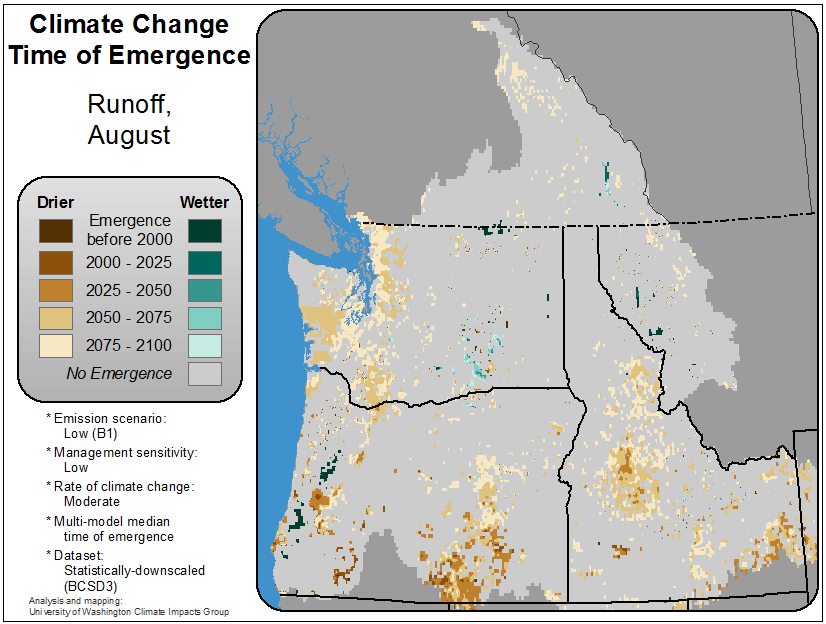 Climate Change
Time of Emergence
Runoff,
August
Drier Wetter
Emergence
before 2000
2000 - 2025
2025 - 2050
2050 - 2075
2075 - 2100
No Emergence
* Emission scenario:
Low (B1)
* Management sensitivity:
Low
* Rate of climate change:
Moderate
* Multi-model median
time of emergence
* Dataset:
Statistically-downscaled
(BCSD3)
Analysis and mapping:
University of Washington Climate Impacts Group